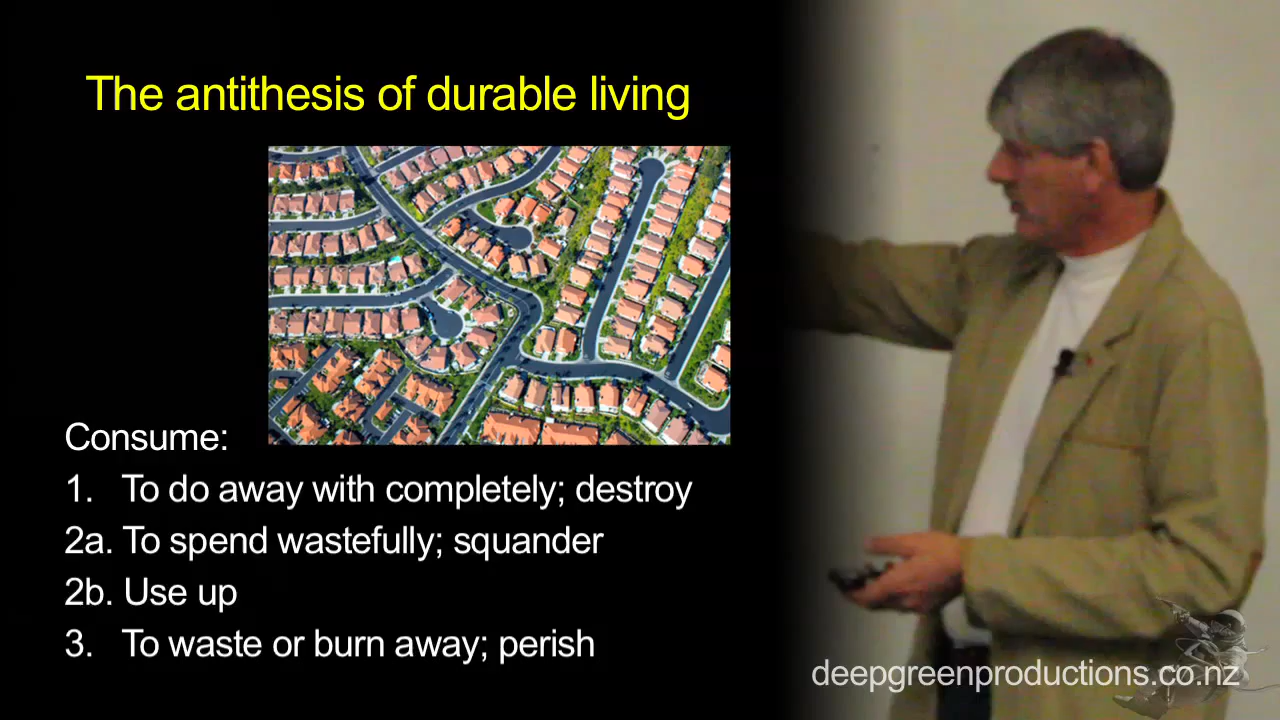 The antithesis of durable living
Consume:
1. To do away with completely; destroy
2a. To spend wastefully; squander
2b. Use up
3. To waste or burn away; perish
deepgreenproductions.co.nz